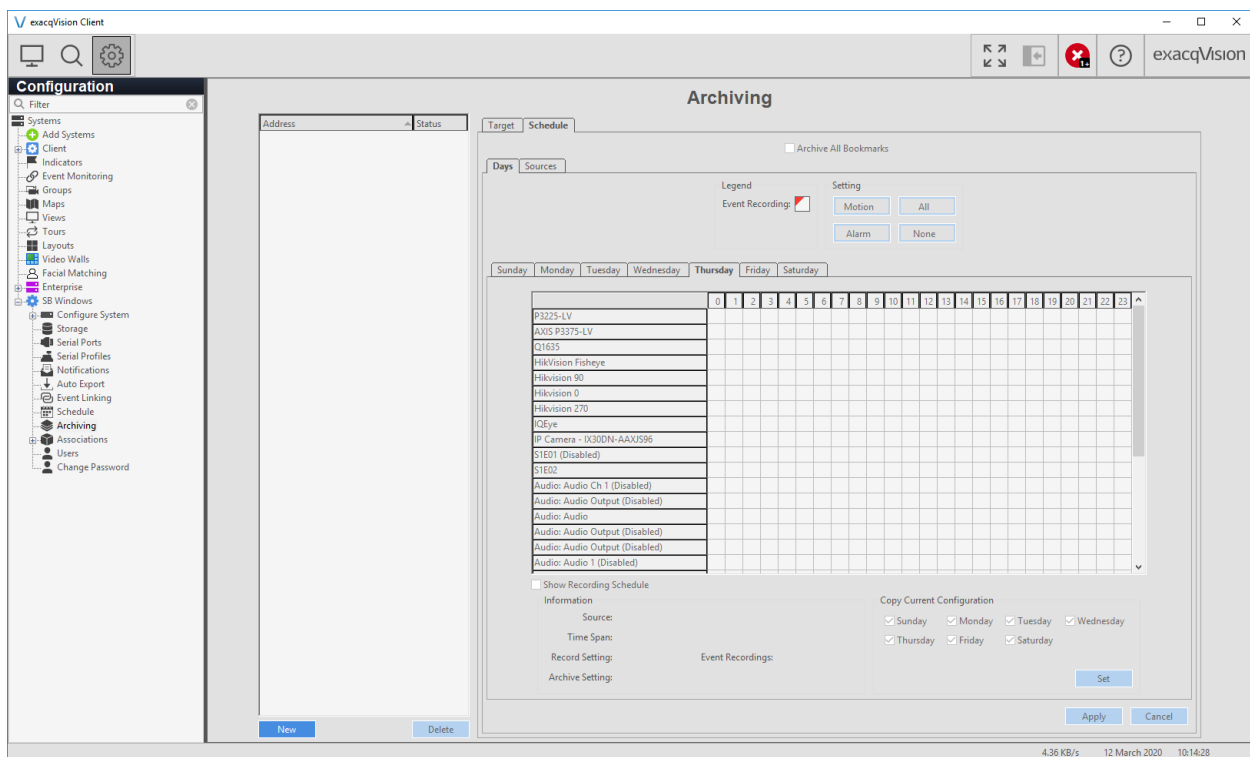 exacqVision Client
exacqVision
Configuration
Filter
Systems
Add Systems
Client
Indicators
Event Monitoring
Groups
Maps
Views
Tours
Layouts
Video Walls
Facial Matching
Enterprise
SB Windows
Configure System
Storage
Serial Ports
Serial Profiles
Notifications
Auto Export
Event Linking
Schedule
Archiving
Associations
Users
Change Password
Archiving
Address Status
New Delete
Target Schedule
Archive All Bookmarks
Days Sources
Legend
Event Recording:
Setting
Motion All
Alarm None
Sunday Monday Tuesday Wednesday Thursday Friday Saturday
0 1 2 3 4 5 6 7 8 9 10 11 12 13 14 15 16 17 18 19 20 21 22 23
P3225-LV
AXIS P3375-LV
Q1635
HikVision Fisheye
Hikvision 90
Hikvision 0
Hikvision 270
IQEye
IP Camera - IX30DN-AAXJS96
S1E01 (Disabled)
S1E02
Audio: Audio Ch 1 (Disabled)
Audio: Audio Output (Disabled)
Audio: Audio
Audio: Audio Output (Disabled)
Audio: Audio Output (Disabled)
Audio: Audio 1 (Disabled)
Show Recording Schedule
Information
Source:
Time Span:
Record Setting: Event Recordings:
Archive Setting:
Copy Current Configuration
Sunday Monday Tuesday Wednesday
Thursday Friday Saturday
Set
Apply Cancel
4.36 KB/s 12 March 2020 10:14:28